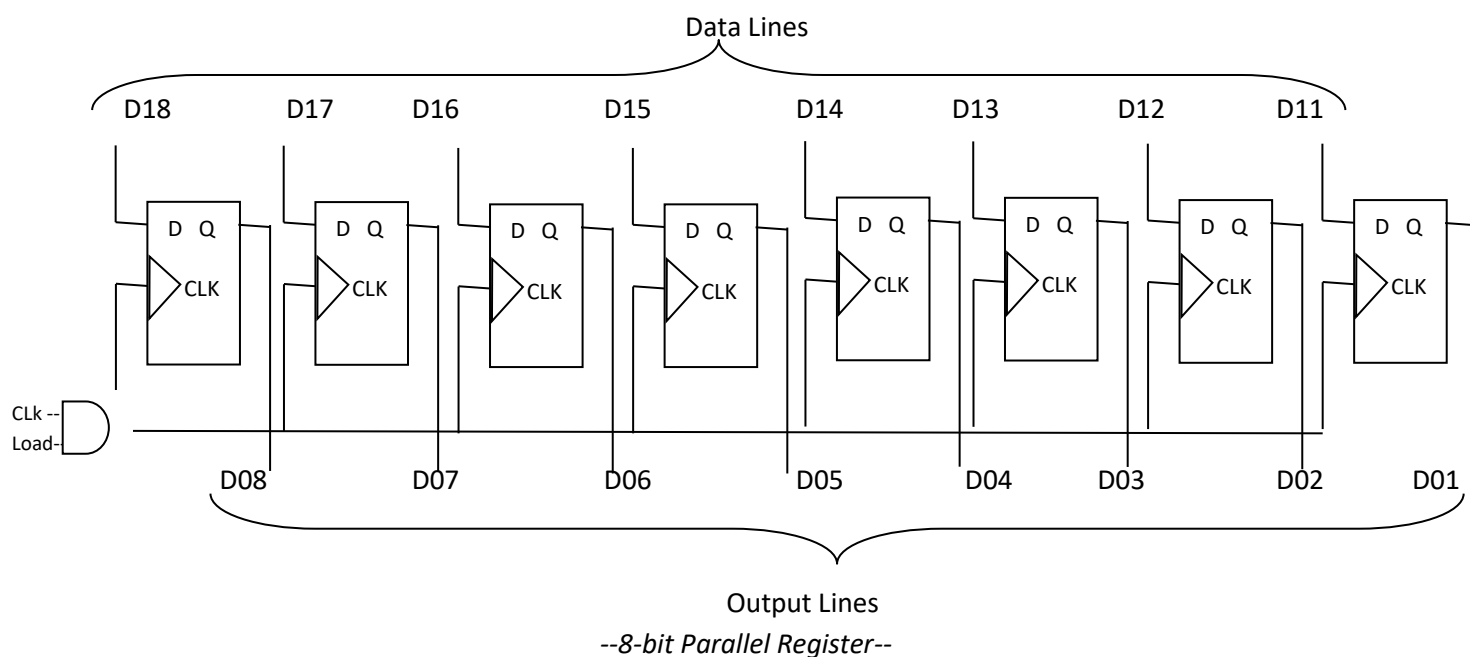 Data Lines
D18 D17 D16 D15 D14 D13 D12 D11
D Q D Q D Q D Q D Q D Q D Q D Q
CLK CLK CLK CLK CLK CLK CLK CLK
CLk --
Load--
D08 D07 D06 D05 D04 D03 D02 D01
Output Lines
--8-bit Parallel Register--